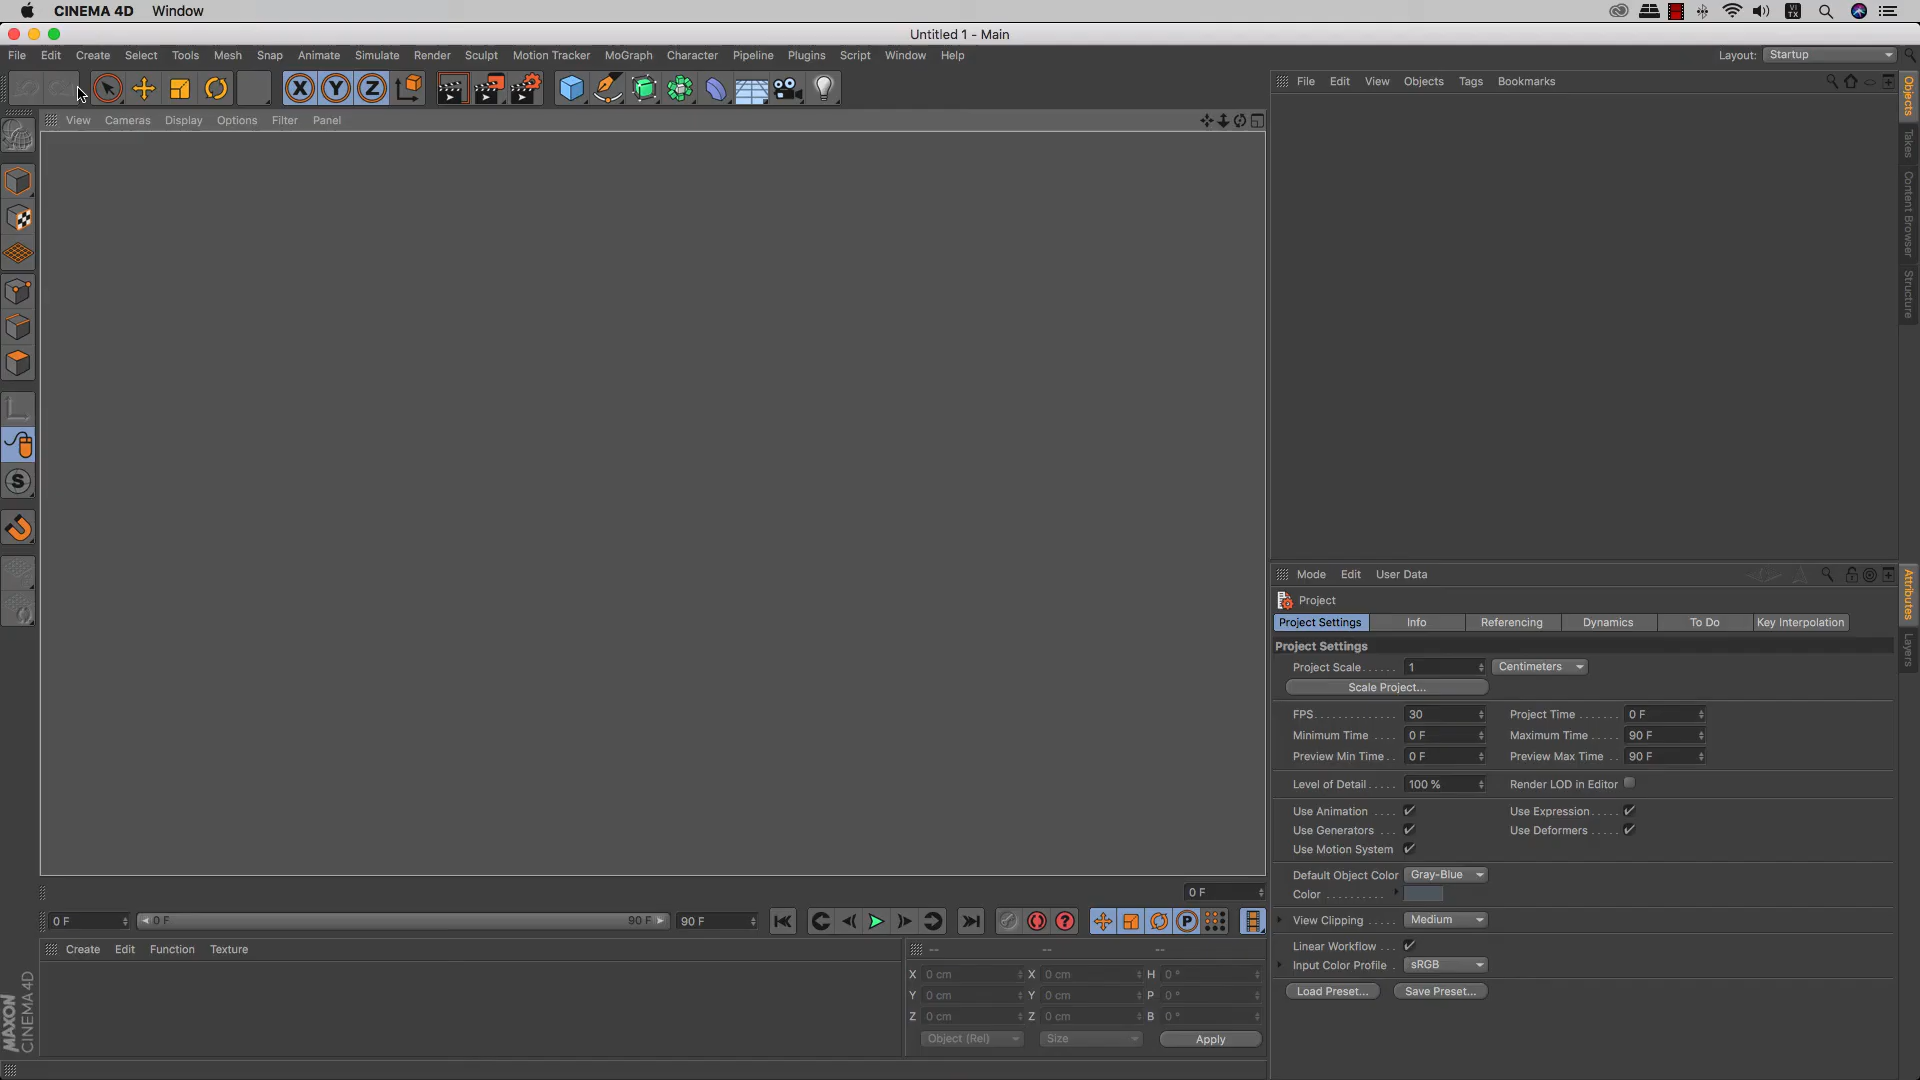 CINEMA 4D Window
Untitled 1 - Main
File Edit Create Select Tools Mesh Snap Animate Simulate Render Sculpt Motion Tracker MoGraph Character Pipeline Plugins Script Window Help
Layout: Startup
X Y Z
View Cameras Display Options Filter Panel
File Edit View Objects Tags Bookmarks
Objects
Takes
Content Browser
Structure
S
Mode Edit User Data
Attributes
Layers
Project
Project Settings Info Referencing Dynamics To Do Key Interpolation
Project Settings
Project Scale...... 1 Centimeters
Scale Project...
FPS.............. 30 Project Time ....... 0 F
Minimum Time .... 0 F Maximum Time ..... 90 F
Preview Min Time.. 0 F Preview Max Time .. 90 F
Level of Detail..... 100 % Render LOD in Editor
Use Animation .... Use Expression.....
Use Generators ... Use Deformers .....
Use Motion System
Default Object Color Gray-Blue
Color .........
View Clipping ..... Medium
Linear Workflow ...
Input Color Profile . sRGB
Load Preset... Save Preset...
0 F
0 F 0 F 90 F 90 F
P
Create Edit Function Texture
-- -- --
X 0 cm X 0 cm H 0 °
Y 0 cm Y 0 cm P 0 °
Z 0 cm Z 0 cm B 0 °
Object (Rel) Size Apply
MAXON
CINEMA 4D